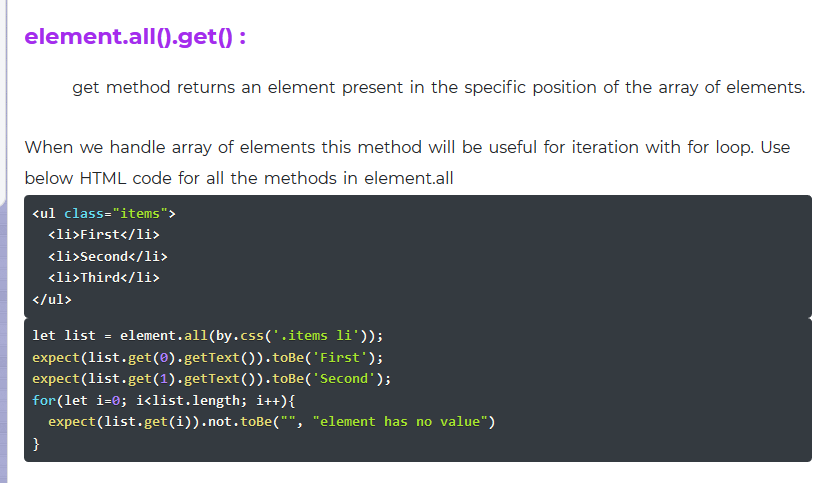 element.all().get() :
get method returns an element present in the specific position of the array of elements.
When we handle array of elements this method will be useful for iteration with for loop. Use
below HTML code for all the methods in element.all
<ul class="items">
  <li>First</li>
  <li>Second</li>
  <li>Third</li>
</ul>
let list = element.all(by.css('.items li'));
expect(list.get(0).getText()).toBe('First');
expect(list.get(1).getText()).toBe('Second');
for(let i=0; i<list.length; i++){
  expect(list.get(i)).not.toBe("", "element has no value")
}